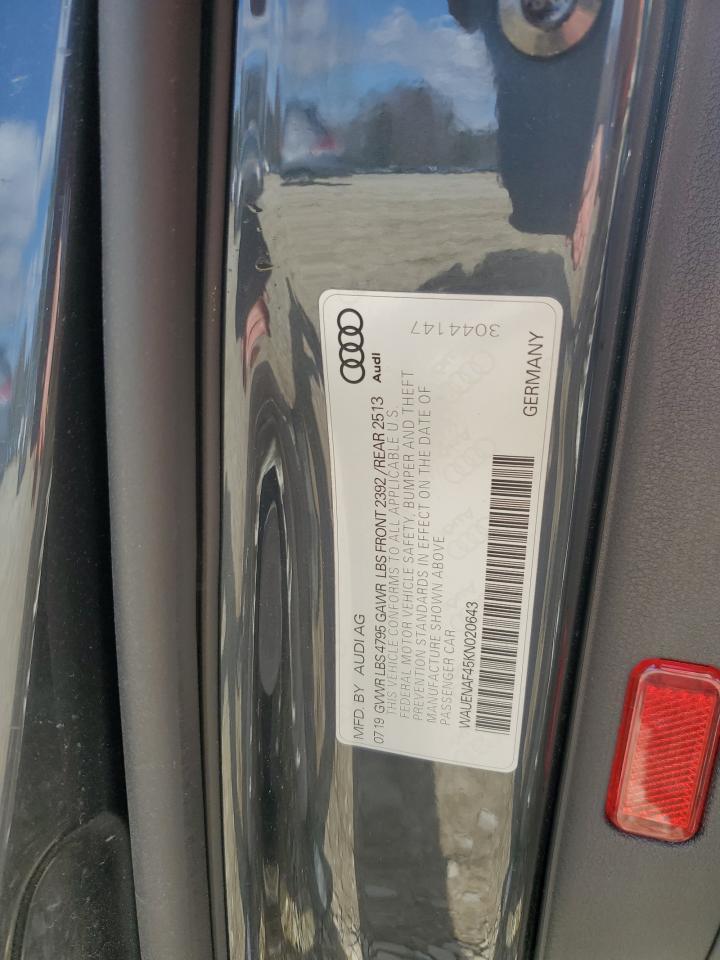 MFD. BY AUDI AG
Audi
07 19 GVWR LBS 4795 GAWR LBS FRONT 2392 / REAR 2513
THIS VEHICLE CONFORMS TO ALL APPLICABLE U S.
FEDERAL MOTOR VEHICLE SAFETY, BUMPER AND THEFT
PREVENTION STANDARDS IN EFFECT ON THE DATE OF
MANUFACTURE SHOWN ABOVE
PASSENGER CAR
3044147
WAUENAF45KN020643
GERMANY